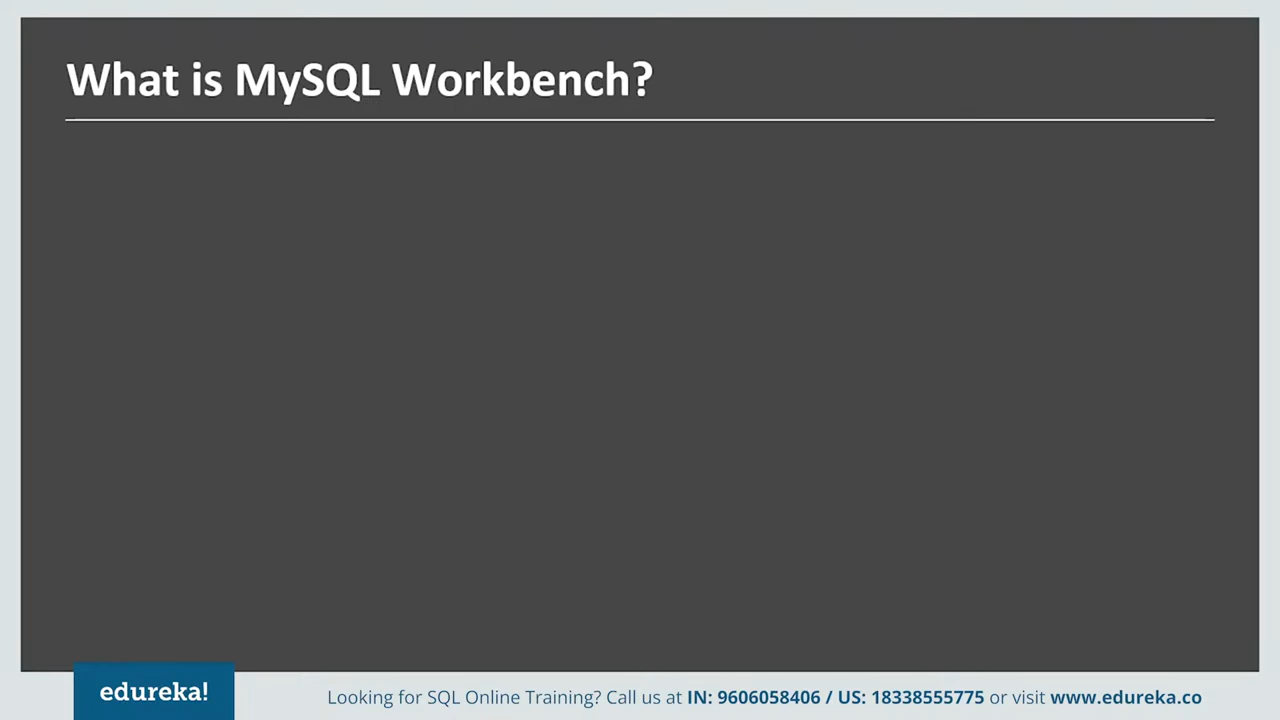 What is MySQL Workbench?
edureka!
Looking for SQL Online Training? Call us at IN: 9606058406 / US: 18338555775 or visit www.edureka.co